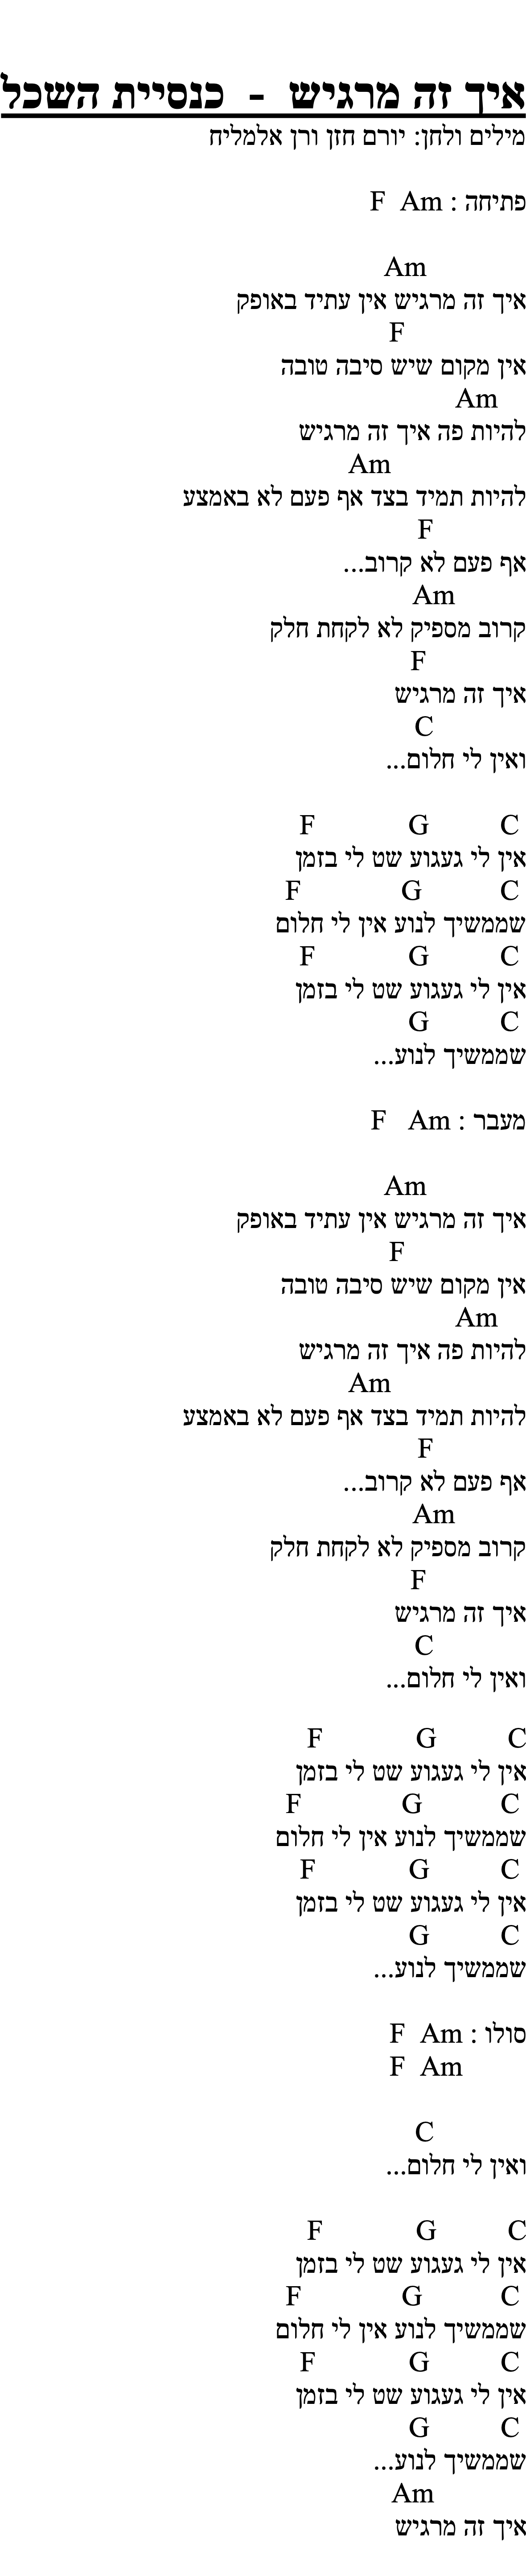 איך זה מרגיש - כנסיית השכל
מילים ולחן: יורם חזן ורן אלמליח
פתיחה : F Am
Am
איך זה מרגיש אין עתיד באופק
F
אין מקום שיש סיבה טובה
Am
להיות פה איך זה מרגיש
Am
להיות תמיד בצד אף פעם לא באמצע
F
אף פעם לא קרוב...
Am
קרוב מספיק לא לקחת חלק
F
איך זה מרגיש
C
ואין לי חלום...
F G C
אין לי געגוע שט לי בזמן
F G C
שממשיך לנוע אין לי חלום
F G C
אין לי געגוע שט לי בזמן
G C
שממשיך לנוע...
מעבר : F Am
Am
איך זה מרגיש אין עתיד באופק
F
אין מקום שיש סיבה טובה
Am
להיות פה איך זה מרגיש
Am
להיות תמיד בצד אף פעם לא באמצע
F
אף פעם לא קרוב...
Am
קרוב מספיק לא לקחת חלק
F
איך זה מרגיש
C
ואין לי חלום...
F G C
אין לי געגוע שט לי בזמן
F G C
שממשיך לנוע אין לי חלום
F G C
אין לי געגוע שט לי בזמן
G C
שממשיך לנוע...
סולו : F Am
F Am
C
ואין לי חלום...
F G C
אין לי געגוע שט לי בזמן
F G C
שממשיך לנוע אין לי חלום
F G C
אין לי געגוע שט לי בזמן
G C
שממשיך לנוע...
Am
איך זה מרגיש